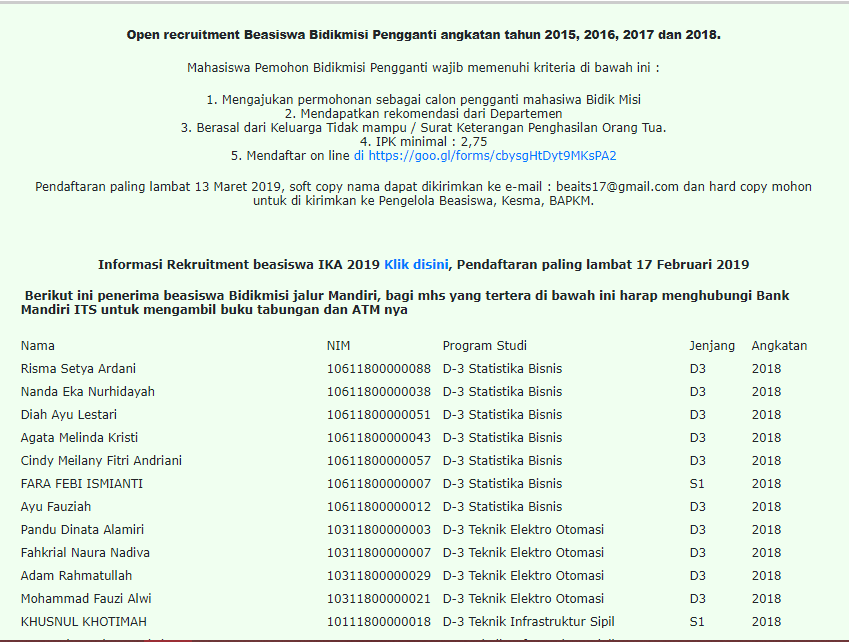 Open recruitment Beasiswa Bidikmisi Pengganti angkatan tahun 2015, 2016, 2017 dan 2018.
Mahasiswa Pemohon Bidikmisi Pengganti wajib memenuhi kriteria di bawah ini :
1. Mengajukan permohonan sebagai calon pengganti mahasiwa Bidik Misi
2. Mendapatkan rekomendasi dari Departemen
3. Berasal dari Keluarga Tidak mampu / Surat Keterangan Penghasilan Orang Tua.
4. IPK minimal : 2,75
5. Mendaftar on line di https://goo.gl/forms/cbysgHtDyt9MKsPA2
Pendaftaran paling lambat 13 Maret 2019, soft copy nama dapat dikirimkan ke e-mail : beaits17@gmail.com dan hard copy mohon
untuk di kirimkan ke Pengelola Beasiswa, Kesma, BAPKM.
Informasi Rekruitment beasiswa IKA 2019 Klik disini, Pendaftaran paling lambat 17 Februari 2019
Berikut ini penerima beasiswa Bidikmisi jalur Mandiri, bagi mhs yang tertera di bawah ini harap menghubungi Bank
Mandiri ITS untuk mengambil buku tabungan dan ATM nya
Nama NIM Program Studi Jenjang Angkatan
Risma Setya Ardani 10611800000088 D-3 Statistika Bisnis D3 2018
Nanda Eka Nurhidayah 10611800000038 D-3 Statistika Bisnis D3 2018
Diah Ayu Lestari 10611800000051 D-3 Statistika Bisnis D3 2018
Agata Melinda Kristi 10611800000043 D-3 Statistika Bisnis D3 2018
Cindy Meilany Fitri Andriani 10611800000057 D-3 Statistika Bisnis D3 2018
FARA FEBI ISMIANTI 10611800000007 D-3 Statistika Bisnis S1 2018
Ayu Fauziah 10611800000012 D-3 Statistika Bisnis D3 2018
Pandu Dinata Alamiri 10311800000003 D-3 Teknik Elektro Otomasi D3 2018
Fahkrial Naura Nadiva 10311800000007 D-3 Teknik Elektro Otomasi D3 2018
Adam Rahmatullah 10311800000029 D-3 Teknik Elektro Otomasi D3 2018
Mohammad Fauzi Alwi 10311800000021 D-3 Teknik Elektro Otomasi D3 2018
KHUSNUL KHOTIMAH 10111800000018 D-3 Teknik Infrastruktur Sipil S1 2018